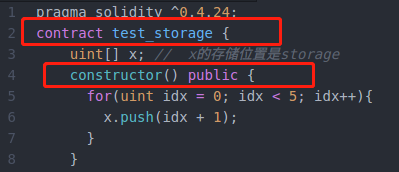 1 pragma solidity ^0.4.24;
2 contract test_storage {
3 uint[] x; // x的存储位置是storage
4 constructor() public {
5 for(uint idx = 0; idx < 5; idx++){
6 x.push(idx + 1);
7 }
8 }